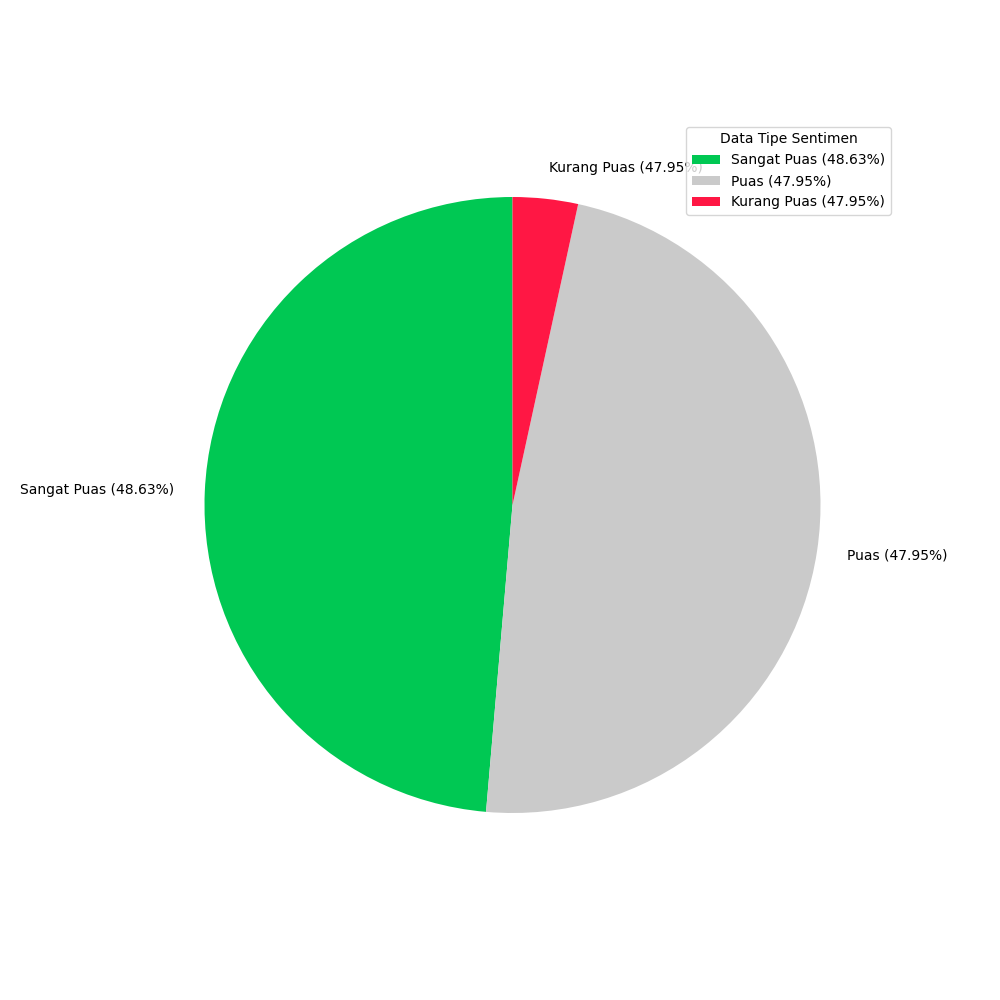 Data Tipe Sentimen
Sangat Puas (48.63%)
Puas (47.95%)
Kurang Puas (47.95%)
Kurang Puas (47.95%)
Sangat Puas (48.63%)
Puas (47.95%)